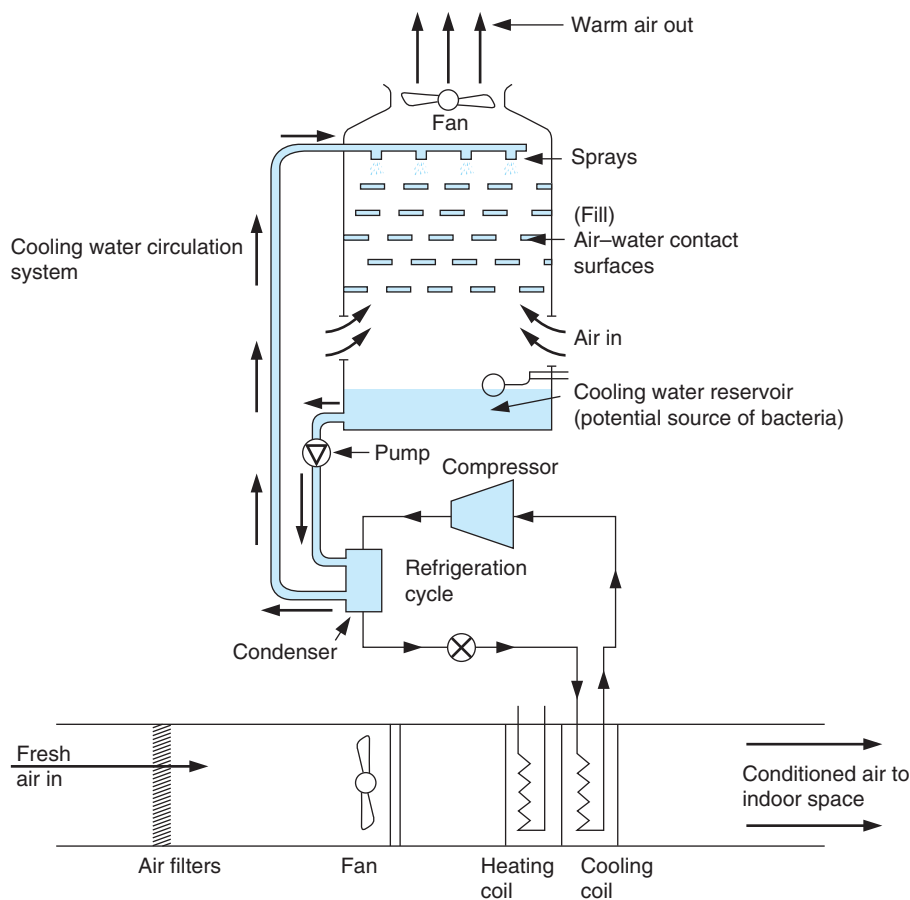 Warm air out
Fan
Sprays
(Fill)
Air–water contact
surfaces
Cooling water circulation
system
Air in
Cooling water reservoir
(potential source of bacteria)
Pump
Compressor
Refrigeration
cycle
Condenser
Fresh
air in
Conditioned air to
indoor space
Air filters
Fan
Heating
coil
Cooling
coil